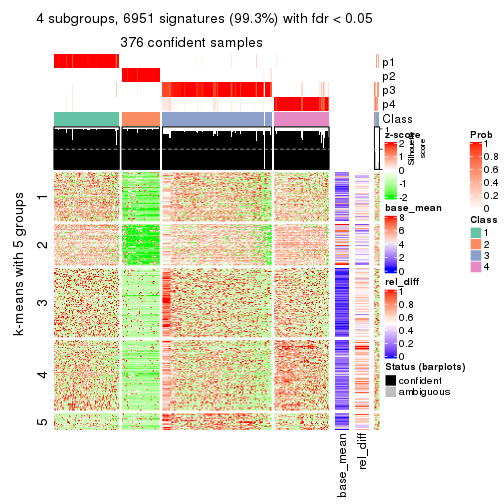 4 subgroups, 6951 signatures (99.3%) with fdr < 0.05
376 confident samples
p1
p2
p3
p4
Class
1
Silhouette
score
k-means with 5 groups
1
2
3
4
5
base_mean
rel_diff
z-score
2
1
0
-1
-2
base_mean
8
6
4
2
0
rel_diff
1
0.8
0.6
0.4
0.2
0
Status (barplots)
confident
ambiguous
Prob
1
0.8
0.6
0.4
0.2
0
Class
1
2
3
4